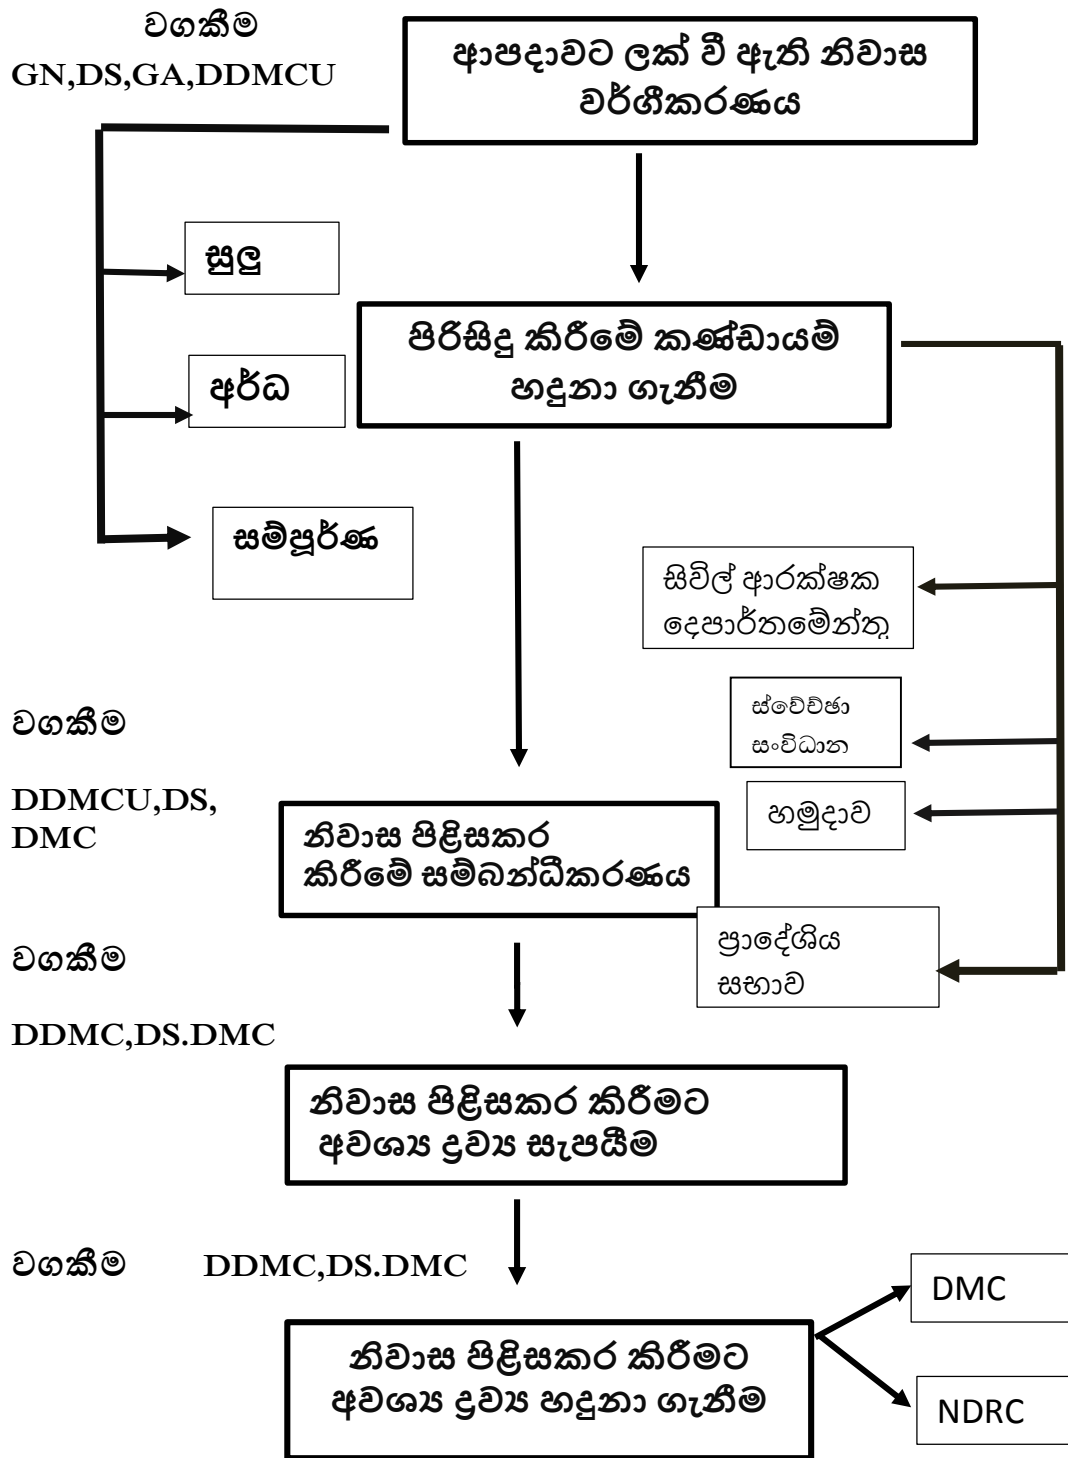 වගකීම
GN,DS,GA,DDMCU
ආපදාවට ලක් වී ඇති නිවාස
වර්ගීකරණය
සුලු
අර්ධ
සම්පූර්ණ
පිරිසිදු කිරීමේ කණ්ඩායම්
හදුනා ගැනීම
සිවිල් ආරක්ෂක
දෙපාර්තමේන්තු
ස්වේච්ඡා
සංවිධාන
හමුදාව
ප්‍රාදේශිය
සභාව
වගකීම
DDMCU,DS,
DMC
නිවාස පිළිසකර
කිරීමේ සම්බන්ධීකරණය
වගකීම
DDMC,DS.DMC
නිවාස පිළිසකර කිරීමට
අවශ්‍ය ද්‍රව්‍ය සැපයීම
වගකීම DDMC,DS.DMC
නිවාස පිළිසකර කිරීමට
අවශ්‍ය ද්‍රව්‍ය හදුනා ගැනීම
DMC
NDRC